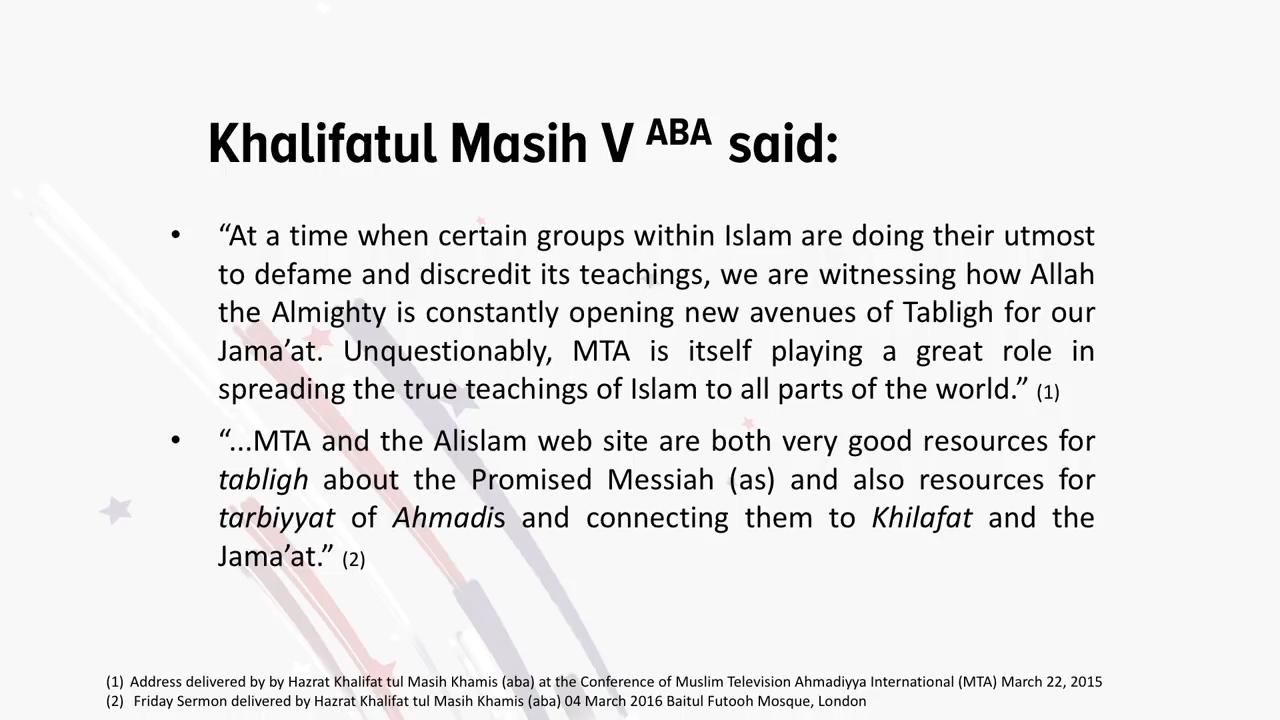 Khalifatul Masih V ABA said:
• “At a time when certain groups within Islam are doing their utmost
to defame and discredit its teachings, we are witnessing how Allah
the Almighty is constantly opening new avenues of Tabligh for our
Jama’at. Unquestionably, MTA is itself playing a great role in
spreading the true teachings of Islam to all parts of the world.” (1)
• “...MTA and the Alislam web site are both very good resources for
tabligh about the Promised Messiah (as) and also resources for
tarbiyyat of Ahmadis and connecting them to Khilafat and the
Jama’at.” (2)
(1) Address delivered by by Hazrat Khalifat tul Masih Khamis (aba) at the Conference of Muslim Television Ahmadiyya International (MTA) March 22, 2015
(2) Friday Sermon delivered by Hazrat Khalifat tul Masih Khamis (aba) 04 March 2016 Baitul Futooh Mosque, London